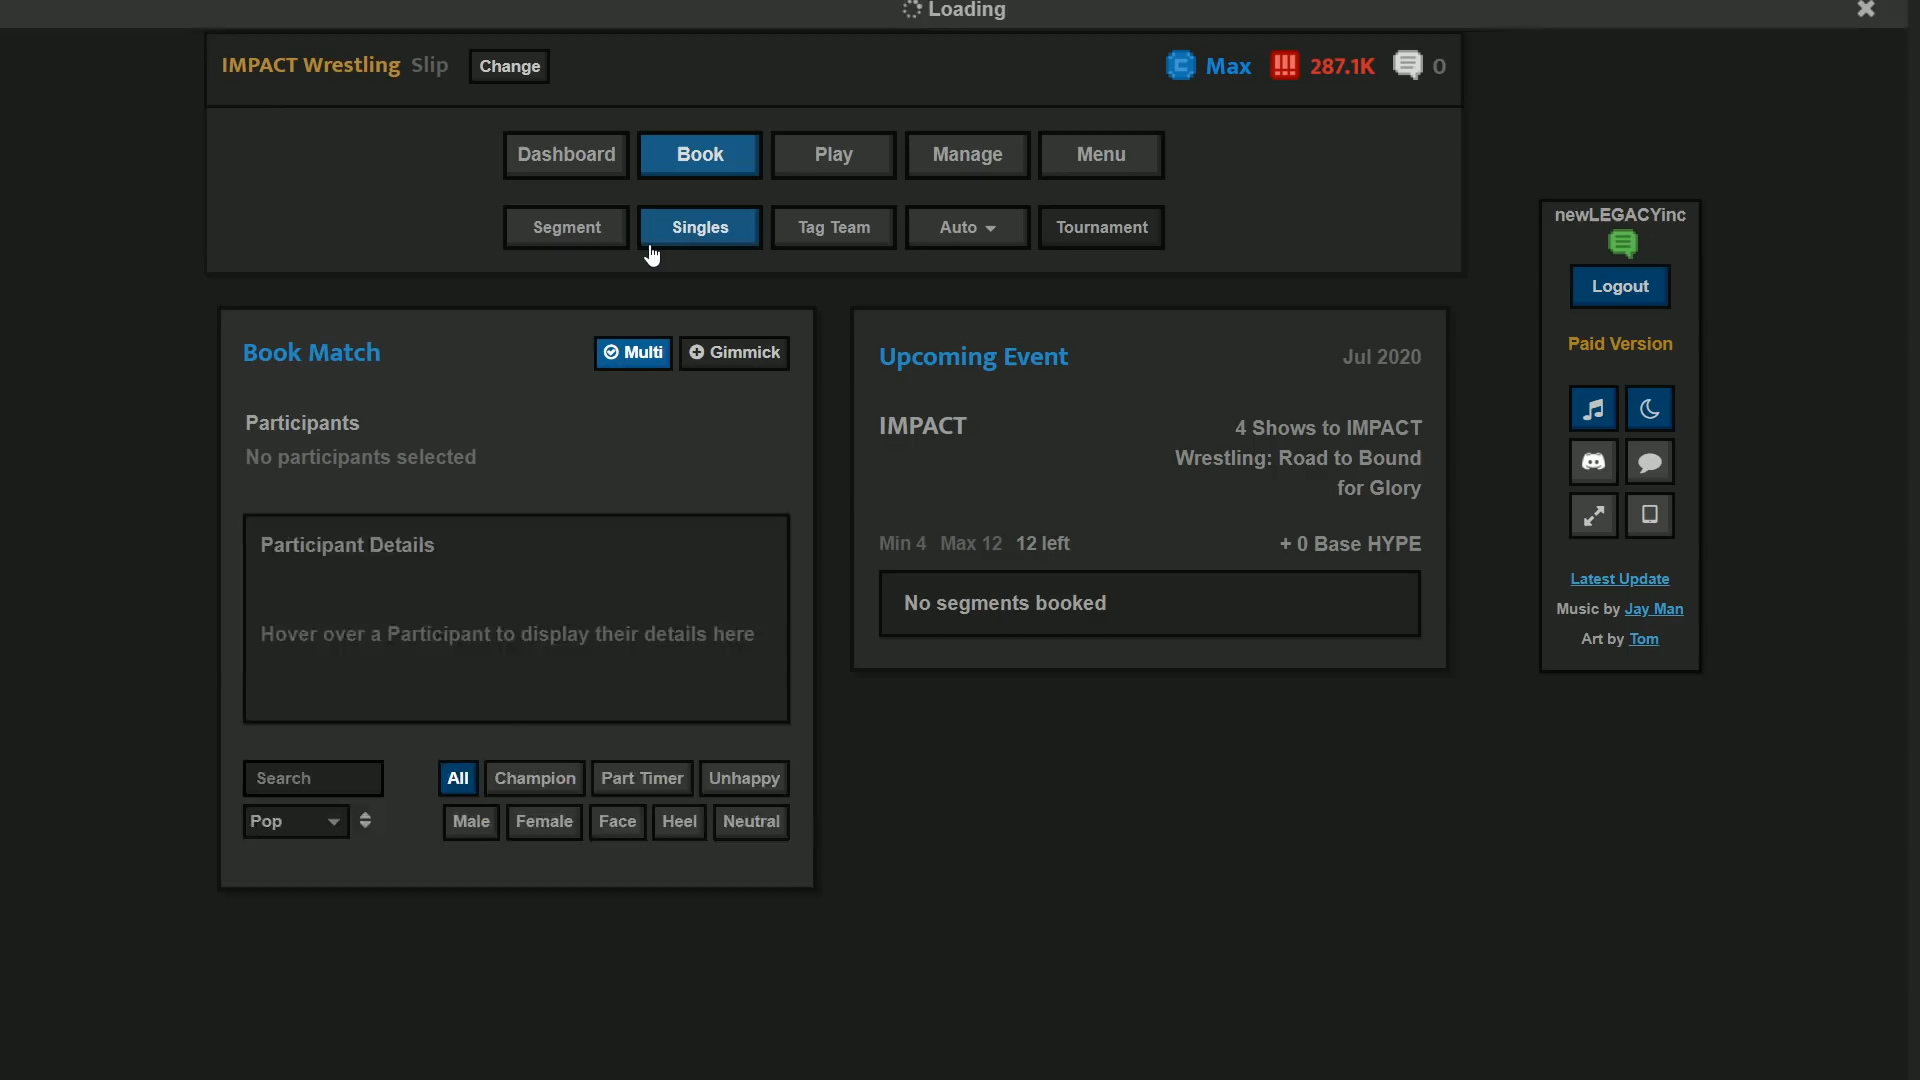 Loading
IMPACT Wrestling Slip Change
Max 287.1K 0
Dashboard Book Play Manage Menu
Segment Singles Tag Team Auto Tournament
Book Match Multi Gimmick
Participants
No participants selected
Participant Details
Hover over a Participant to display their details here
Search All Champion Part Timer Unhappy
Pop Male Female Face Heel Neutral
Upcoming Event Jul 2020
IMPACT 4 Shows to IMPACT
Wrestling: Road to Bound
for Glory
Min 4 Max 12 12 left + 0 Base HYPE
No segments booked
newLEGACYinc
Logout
Paid Version
Latest Update
Music by Jay Man
Art by Tom